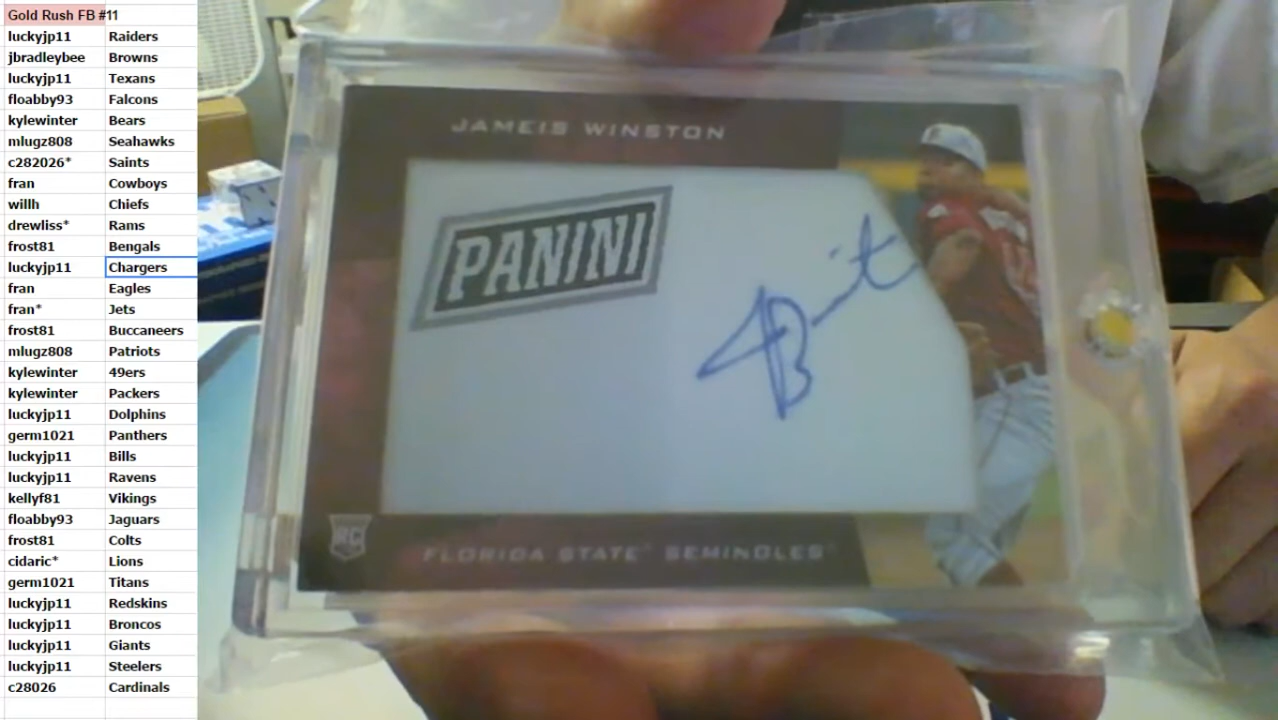 Gold Rush FB #11
luckyjp11 Raiders
jbradleybee Browns
luckyjp11 Texans
floabby93 Falcons
kylewinter Bears
mlugz808 Seahawks
c282026* Saints
fran Cowboys
willh Chiefs
drewliss* Rams
frost81 Bengals
luckyjp11 Chargers
fran Eagles
fran* Jets
frost81 Buccaneers
mlugz808 Patriots
kylewinter 49ers
kylewinter Packers
luckyjp11 Dolphins
germ1021 Panthers
luckyjp11 Bills
luckyjp11 Ravens
kellyf81 Vikings
floabby93 Jaguars
frost81 Colts
cidaric* Lions
germ1021 Titans
luckyjp11 Redskins
luckyjp11 Broncos
luckyjp11 Giants
luckyjp11 Steelers
c28026 Cardinals
JAMEIS WINSTON
PANINI
RC
FLORIDA STATE SEMINOLES